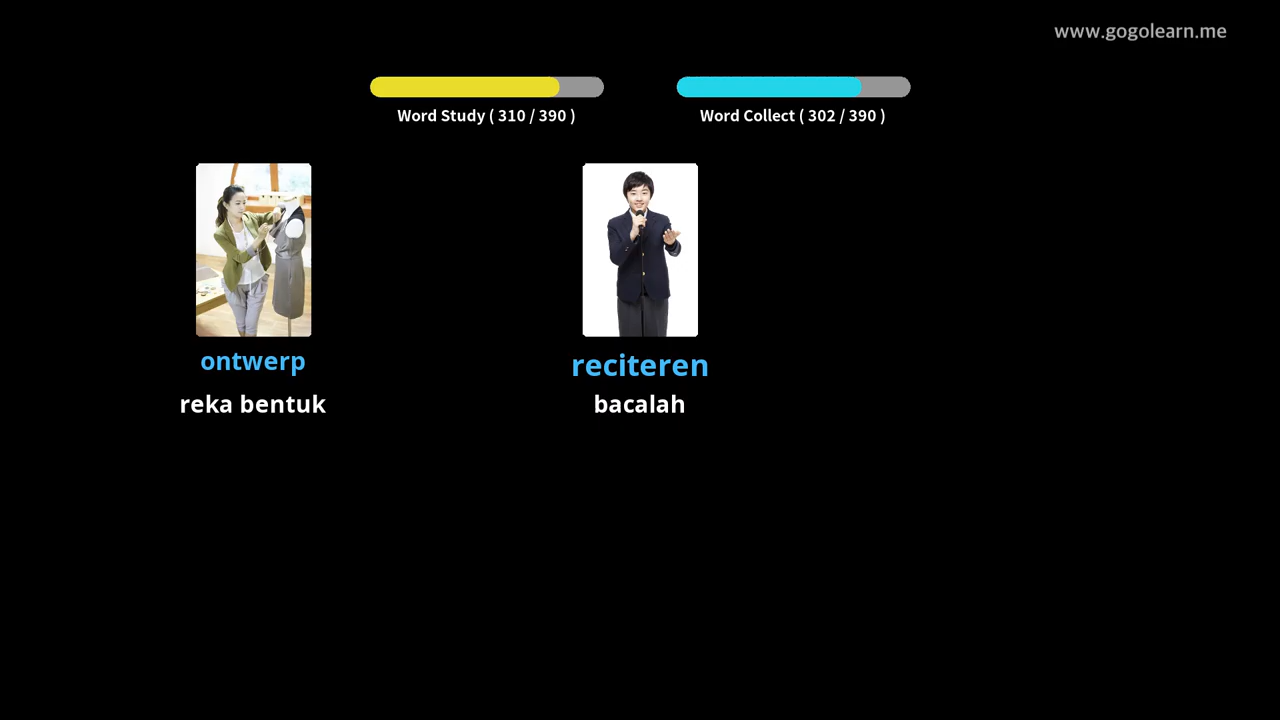 www.gogolearn.me
Word Study ( 310 / 390 )
Word Collect ( 302 / 390 )
ontwerp
reka bentuk
reciteren
bacalah